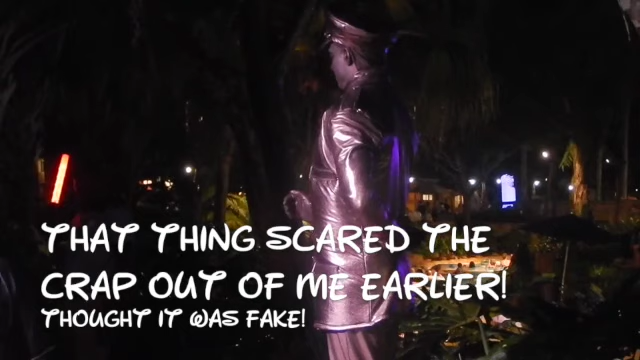 THAT THING SCARED THE
CRAP OUT OF ME EARLIER!
THOUGHT IT WAS FAKE!